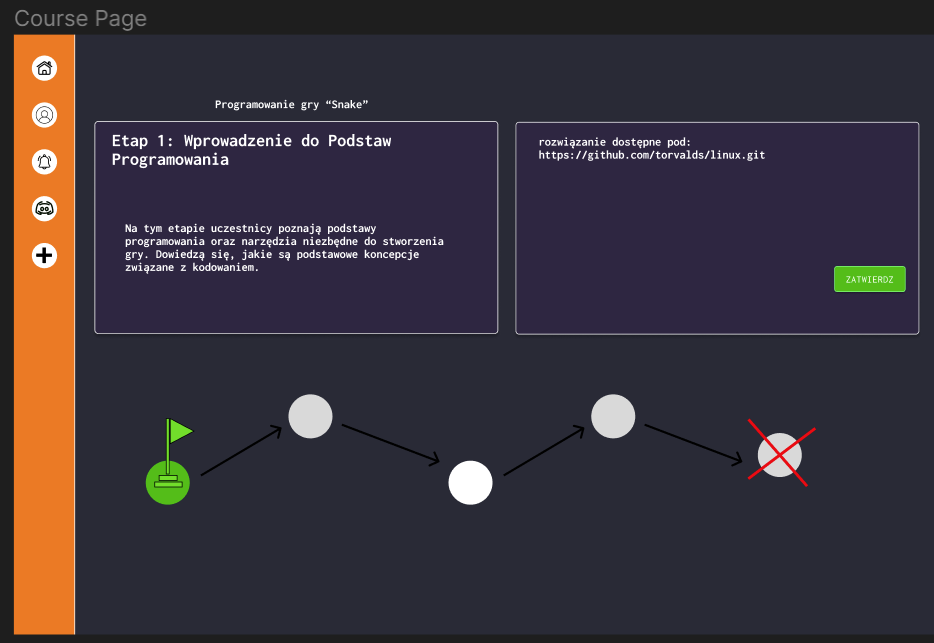 Course Page
Programowanie gry “Snake”
Etap 1: Wprowadzenie do Podstaw
Programowania
Na tym etapie uczestnicy poznają podstawy
programowania oraz narzędzia niezbędne do stworzenia
gry. Dowiedzą się, jakie są podstawowe koncepcje
związane z kodowaniem.
rozwiązanie dostępne pod:
https://github.com/torvalds/linux.git
ZATWIERDZ